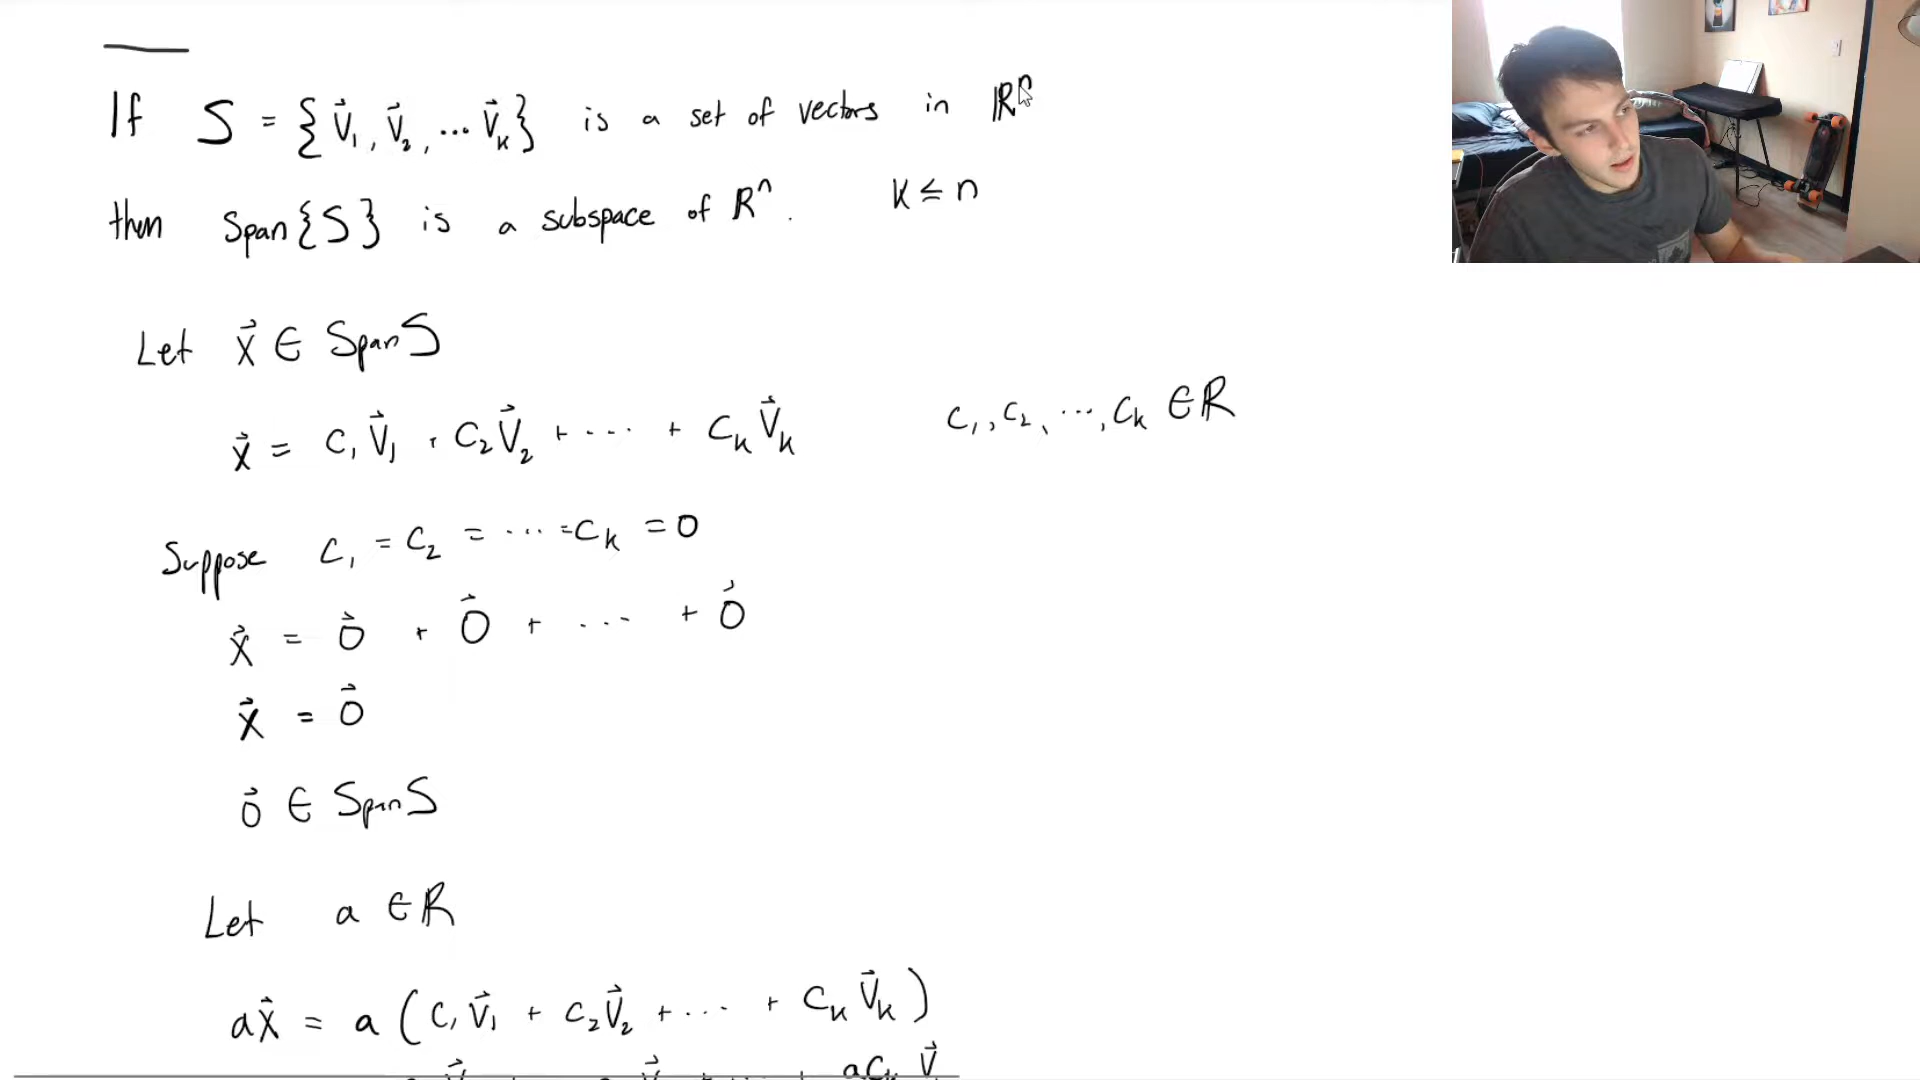 If S = {v⃗₁, v⃗₂, ... v⃗ₖ} is a set of vectors in ℝⁿ
then Span{S} is a subspace of ℝⁿ. k ≤ n
Let x⃗ ∈ Span S
x⃗ = c₁v⃗₁ + c₂v⃗₂ + ... + cₖv⃗ₖ c₁, c₂, ..., cₖ ∈ ℝ
Suppose c₁ = c₂ = ... = cₖ = 0
x⃗ = 0⃗ + 0⃗ + ... + 0⃗
x⃗ = 0⃗
0⃗ ∈ Span S
Let a ∈ ℝ
ax⃗ = a(c₁v⃗₁ + c₂v⃗₂ + ... + cₖv⃗ₖ)